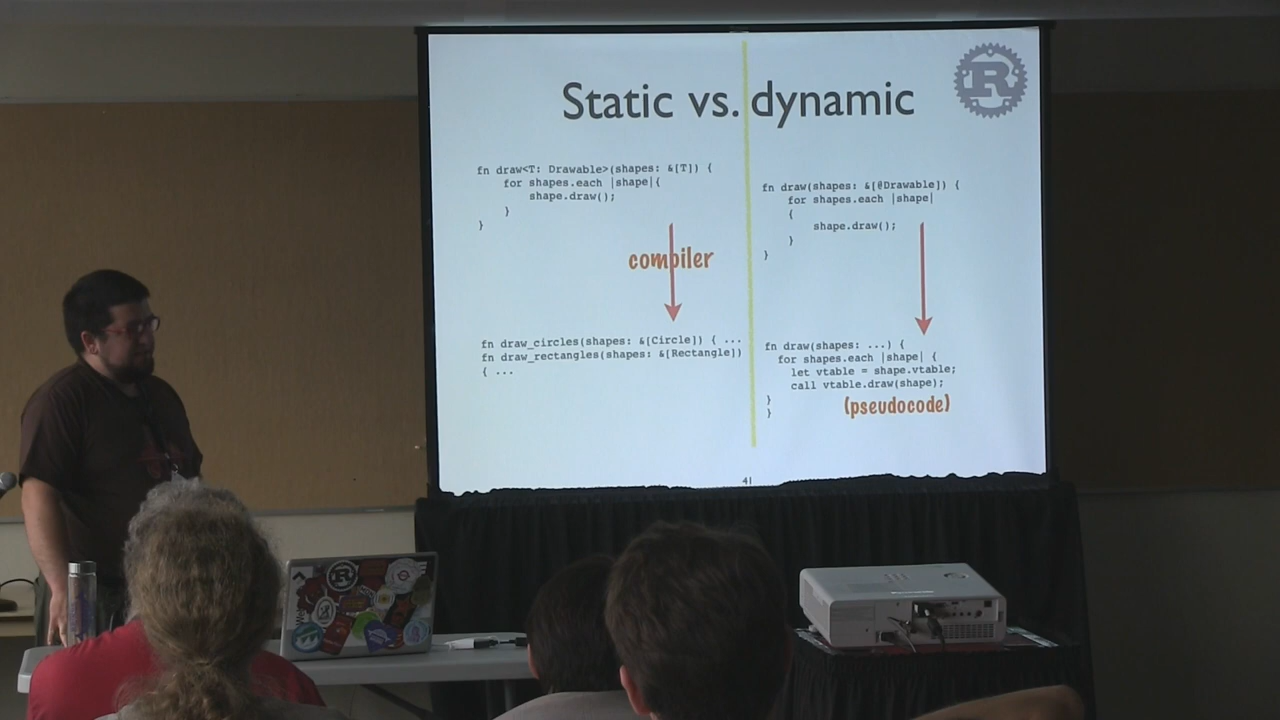 Static vs. dynamic
R
fn draw<T: Drawable>(shapes: &[T]) {
for shapes.each |shape|{
shape.draw();
}
}
compiler
fn draw_circles(shapes: &[Circle]) { ...
fn draw_rectangles(shapes: &[Rectangle])
{ ...
fn draw(shapes: &[@Drawable]) {
for shapes.each |shape|
{
shape.draw();
}
}
fn draw(shapes: ...) {
for shapes.each |shape| {
let vtable = shape.vtable;
call vtable.draw(shape);
}
}
(pseudocode)
41
R